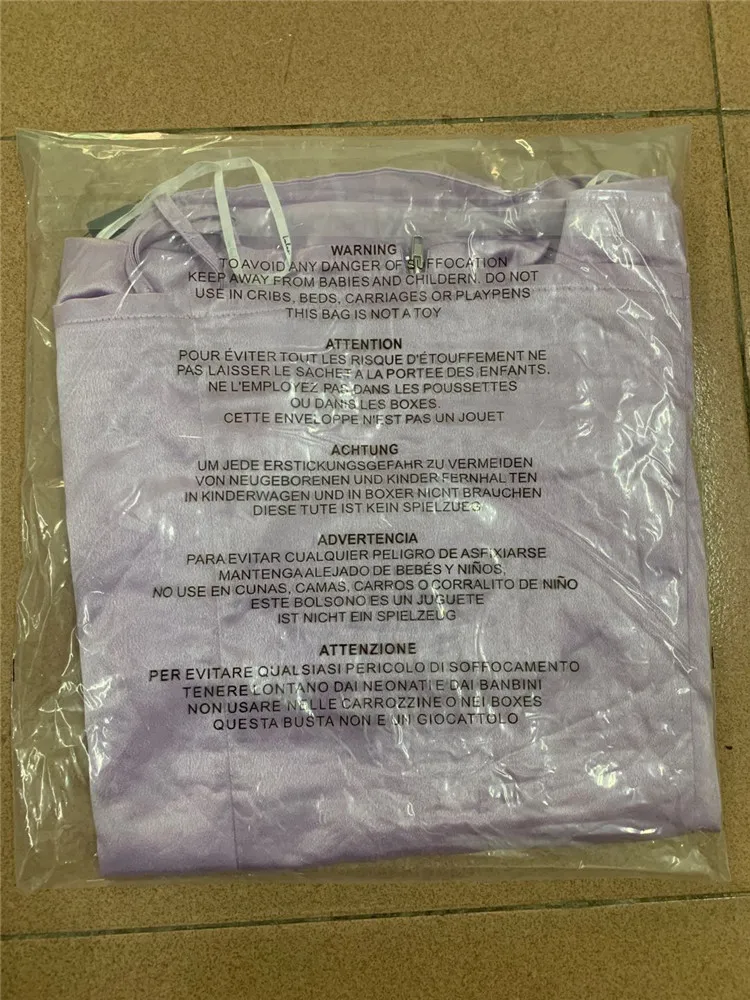 WARNING
TO AVOID ANY DANGER OF SUFFOCATION
KEEP AWAY FROM BABIES AND CHILDERN. DO NOT
USE IN CRIBS, BEDS, CARRIAGES OR PLAYPENS
THIS BAG IS NOT A TOY
ATTENTION
POUR ÉVITER TOUT LES RISQUE D'ÉTOUFFEMENT NE
PAS LAISSER LE SACHET A LA PORTEE DES ENFANTS.
NE L'EMPLOYEZ PAS DANS LES POUSSETTES
OU DANS LES BOXES.
CETTE ENVELOPPE N'EST PAS UN JOUET
ACHTUNG
UM JEDE ERSTICKUNGSGEFAHR ZU VERMEIDEN
VON NEUGEBORENEN UND KINDER FERNHAL TEN
IN KINDERWAGEN UND IN BOXER NICNT BRAUCHEN
DIESE TUTE IST KEIN SPIELZUEG
ADVERTENCIA
PARA EVITAR CUALQUIER PELIGRO DE ASFIXIARSE
MANTENGA ALEJADO DE BEBÉS Y NIÑOS,
NO USE EN CUNAS, CAMAS, CARROS O CORRALITO DE NIÑO
ESTE BOLSONO ES UN JUGUETE
IST NICHT EIN SPIELZEUG
ATTENZIONE
PER EVITARE QUALSIASI PERICOLO DI SOFFOCAMENTO
TENERE LONTANO DAI NEONATI E DAI BANBINI
NON USARE NELLE CARROZZINE O NEI BOXES
QUESTA BUSTA NON E UN GIOCATTOLO